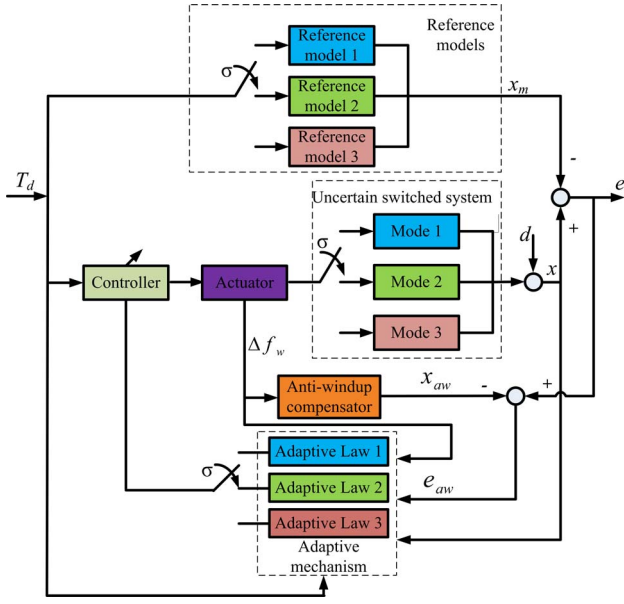 Reference
model 1
Reference
models
σ
Reference
model 2
x_m
Reference
model 3
T_d
-
e
Uncertain switched system
+
Mode 1
σ
d
x
Controller
Actuator
Mode 2
Δ f_w
Mode 3
Anti-windup
compensator
x_aw
-
+
Adaptive Law 1
σ
Adaptive Law 2
e_aw
Adaptive Law 3
Adaptive
mechanism